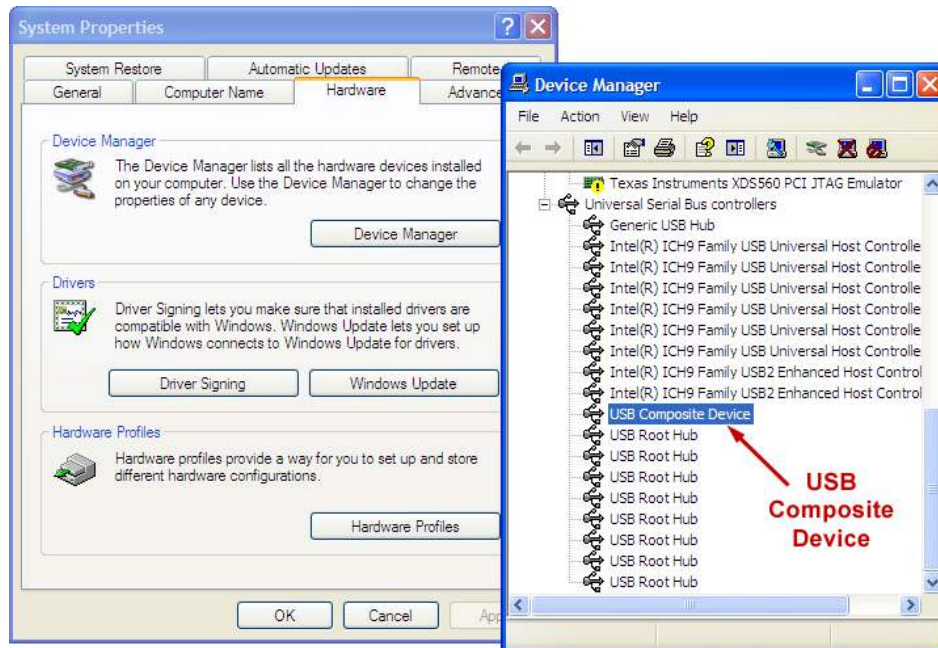 System Properties
System Restore Automatic Updates Remote
General Computer Name Hardware Advance
Device Manager
The Device Manager lists all the hardware devices installed
on your computer. Use the Device Manager to change the
properties of any device.
Device Manager
Drivers
Driver Signing lets you make sure that installed drivers are
compatible with Windows. Windows Update lets you set up
how Windows connects to Windows Update for drivers.
Driver Signing Windows Update
Hardware Profiles
Hardware profiles provide a way for you to set up and store
different hardware configurations.
Hardware Profiles
OK Cancel App
Device Manager
File Action View Help
Texas Instruments XDS560 PCI JTAG Emulator
Universal Serial Bus controllers
Generic USB Hub
Intel(R) ICH9 Family USB Universal Host Controlle
Intel(R) ICH9 Family USB Universal Host Controlle
Intel(R) ICH9 Family USB Universal Host Controlle
Intel(R) ICH9 Family USB Universal Host Controlle
Intel(R) ICH9 Family USB Universal Host Controlle
Intel(R) ICH9 Family USB Universal Host Controlle
Intel(R) ICH9 Family USB2 Enhanced Host Control
Intel(R) ICH9 Family USB2 Enhanced Host Control
USB Composite Device
USB Root Hub
USB Root Hub
USB Root Hub
USB Root Hub
USB Root Hub
USB Root Hub
USB Root Hub
USB Root Hub
USB
Composite
Device